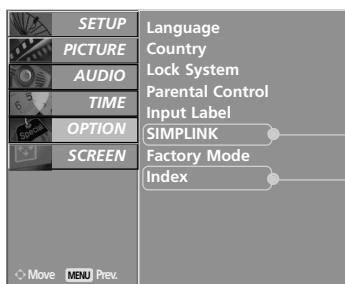 SETUP
PICTURE
AUDIO
TIME
OPTION
SCREEN
Language
Country
Lock System
Parental Control
Input Label
SIMPLINK
Factory Mode
Index
Move MENU Prev.